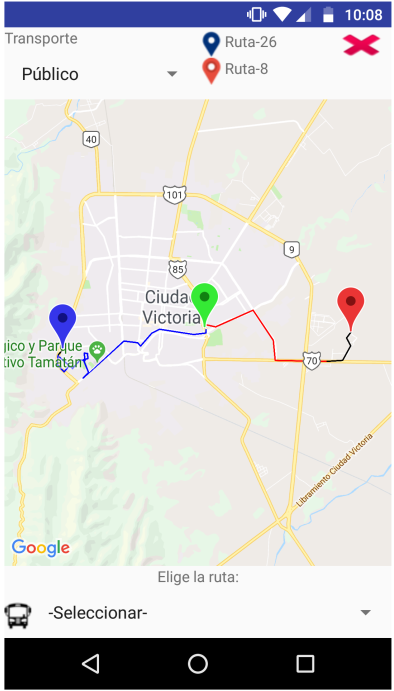 10:08
Transporte
Público
Ruta-26
Ruta-8
40
101
9
85
Ciudad
Victoria
gico y Parque
tivo Tamatán
70
Libramiento Ciudad Victoria
Google
Elige la ruta:
-Seleccionar-